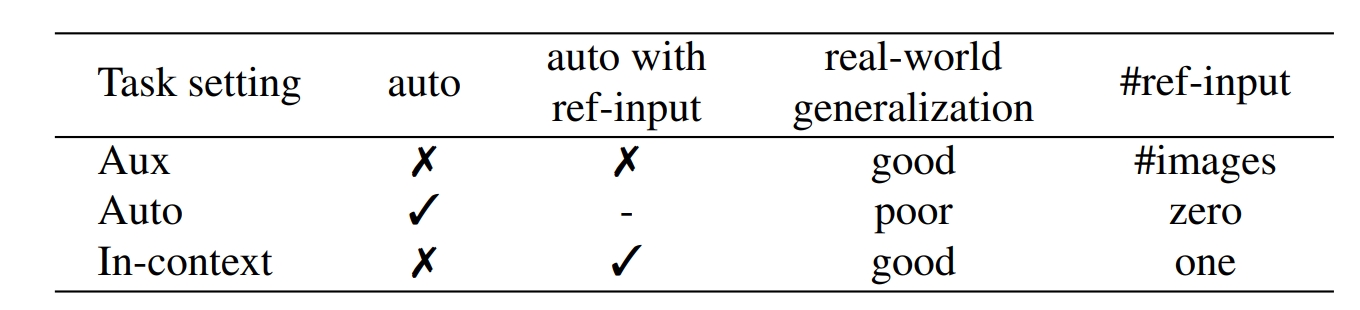 Task setting auto auto with ref-input real-world generalization #ref-input
Aux ✗ ✗ good #images
Auto ✓ - poor zero
In-context ✗ ✓ good one